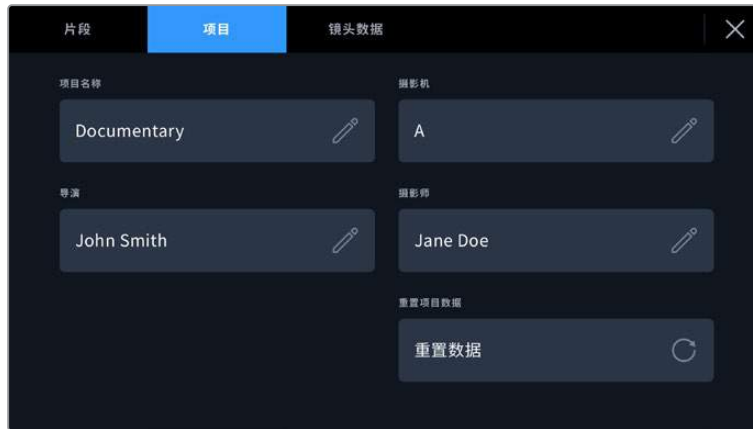 片段 项目 镜头数据
项目名称 摄影机
Documentary A
导演 摄影师
John Smith Jane Doe
重置项目数据
重置数据